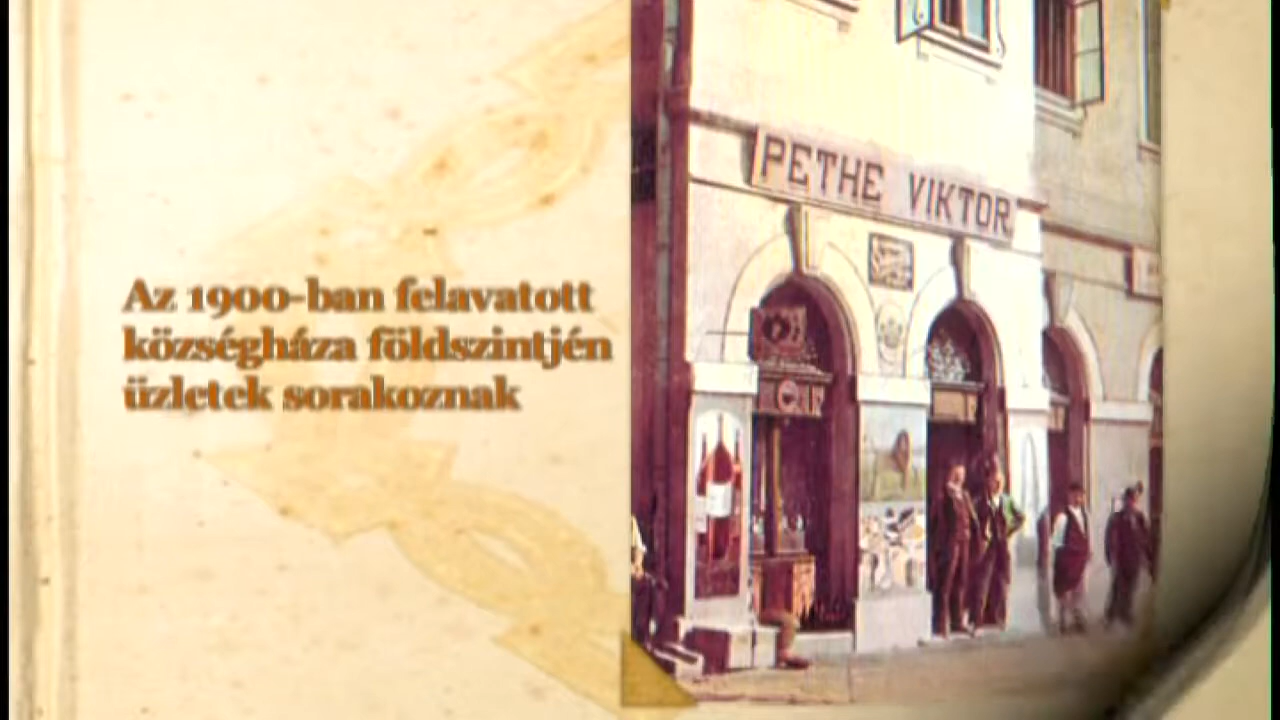 Az 1900-ban felavatott
községháza földszintjén
üzletek sorakoznak
PETHE VIKTOR